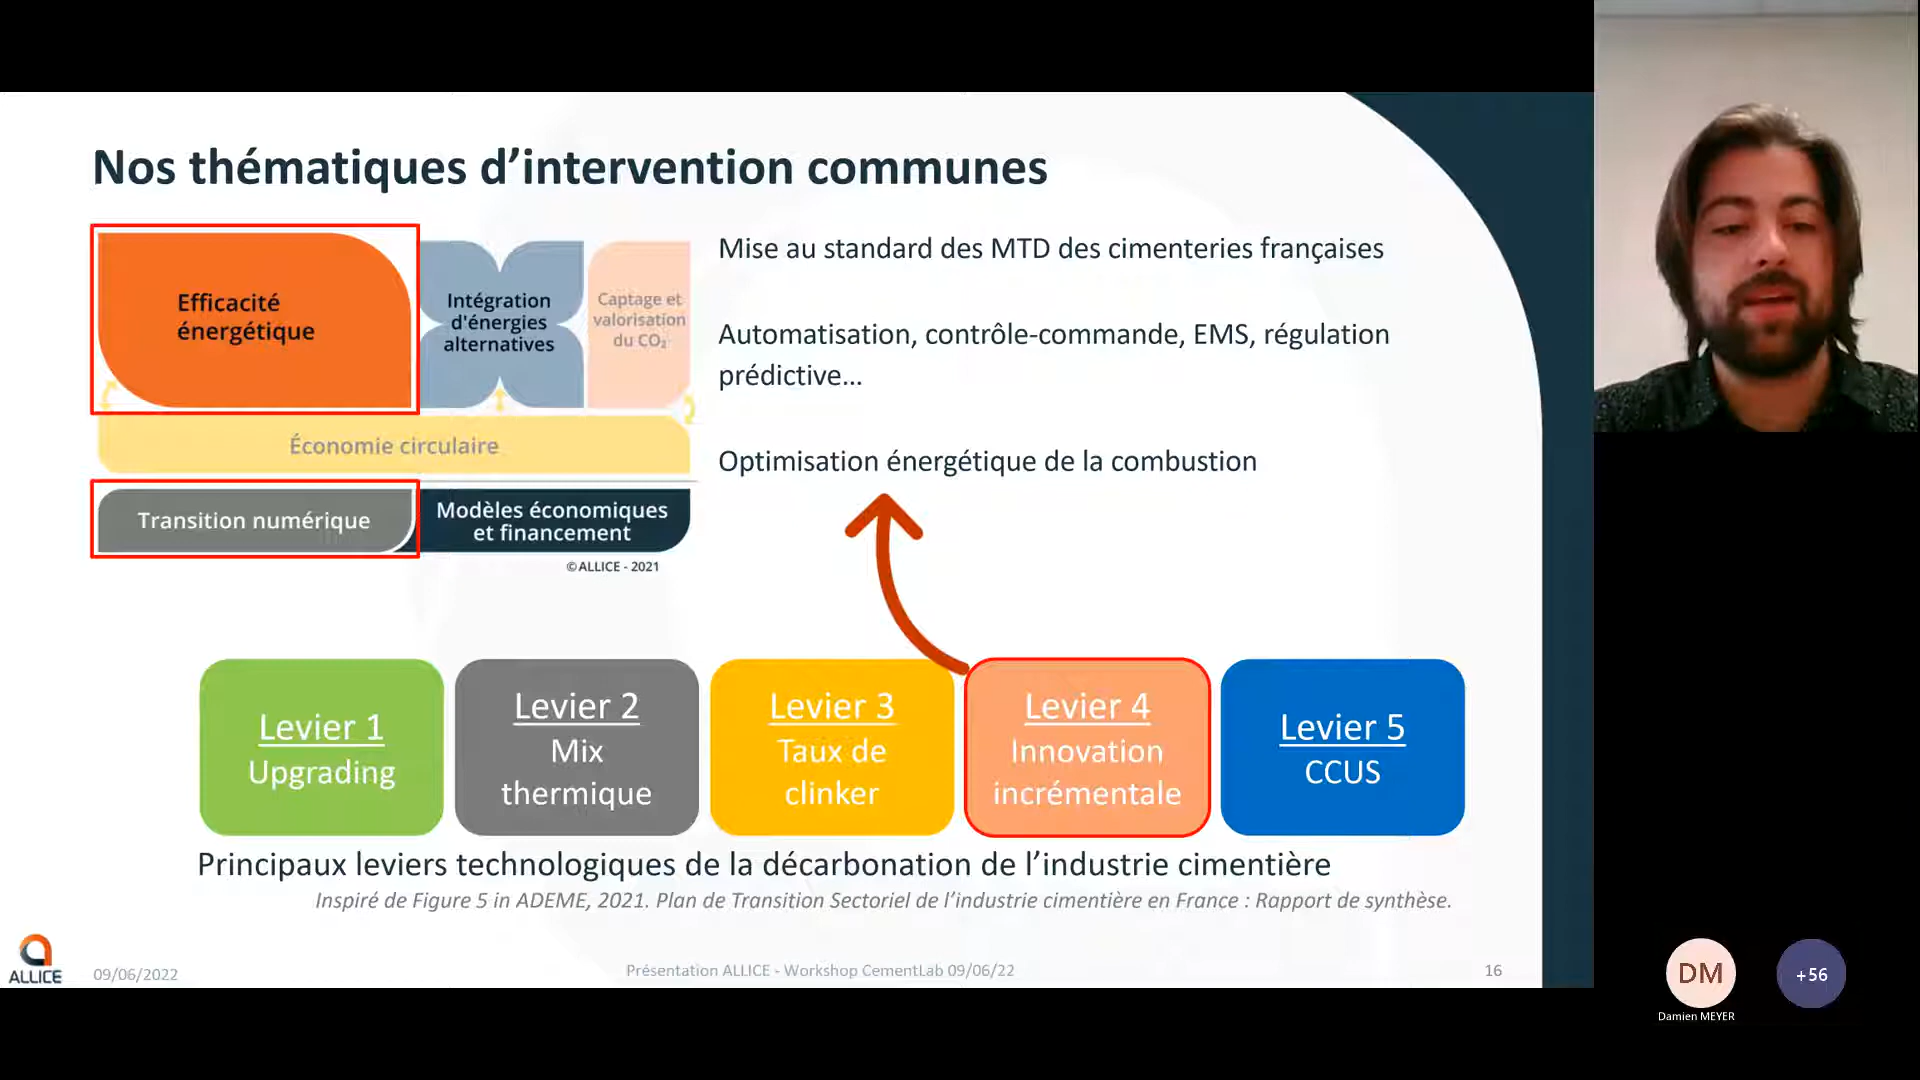 Nos thématiques d’intervention communes
Efficacité
énergétique
Intégration
d'énergies
alternatives
Captage et
valorisation
du CO₂
Économie circulaire
Transition numérique
Modèles économiques
et financement
© ALLICE - 2021
Mise au standard des MTD des cimenteries françaises
Automatisation, contrôle-commande, EMS, régulation
prédictive…
Optimisation énergétique de la combustion
Levier 1
Upgrading
Levier 2
Mix
thermique
Levier 3
Taux de
clinker
Levier 4
Innovation
incrémentale
Levier 5
CCUS
Principaux leviers technologiques de la décarbonation de l’industrie cimentière
Inspiré de Figure 5 in ADEME, 2021. Plan de Transition Sectoriel de l’industrie cimentière en France : Rapport de synthèse.
ALLICE
09/06/2022
Présentation ALLICE - Workshop CementLab 09/06/22
16
DM
+56
Damien MEYER